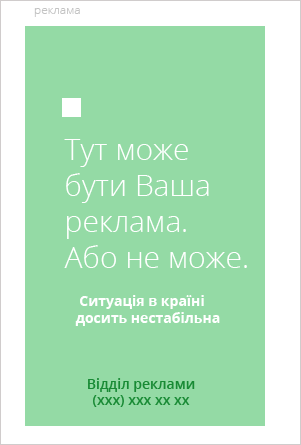 реклама
Тут може
бути Ваша
реклама.
Або не може.
Ситуація в країні
досить нестабільна
Відділ реклами
(xxx) xxx xx xx